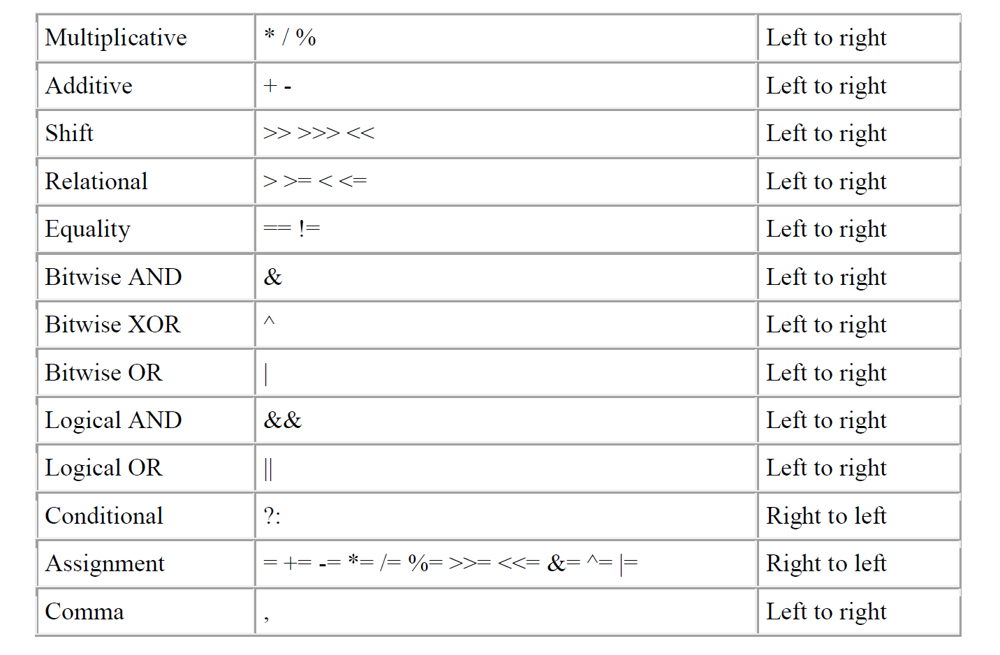 Multiplicative * / % Left to right
Additive + - Left to right
Shift >> >>> << Left to right
Relational > >= < <= Left to right
Equality == != Left to right
Bitwise AND & Left to right
Bitwise XOR ^ Left to right
Bitwise OR | Left to right
Logical AND && Left to right
Logical OR || Left to right
Conditional ?: Right to left
Assignment = += -= *= /= %= >>= <<= &= ^= |= Right to left
Comma , Left to right